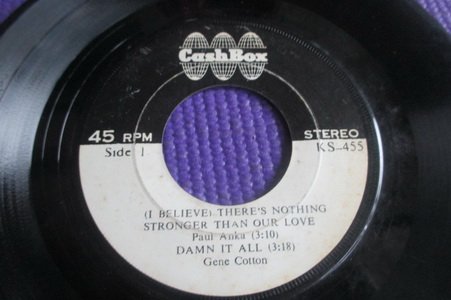 CashBox
45 RPM STEREO
Side 1 KS-455
(I BELIEVE) THERE'S NOTHING
STRONGER THAN OUR LOVE
Paul Anka (3:10)
DAMN IT ALL (3:18)
Gene Cotton